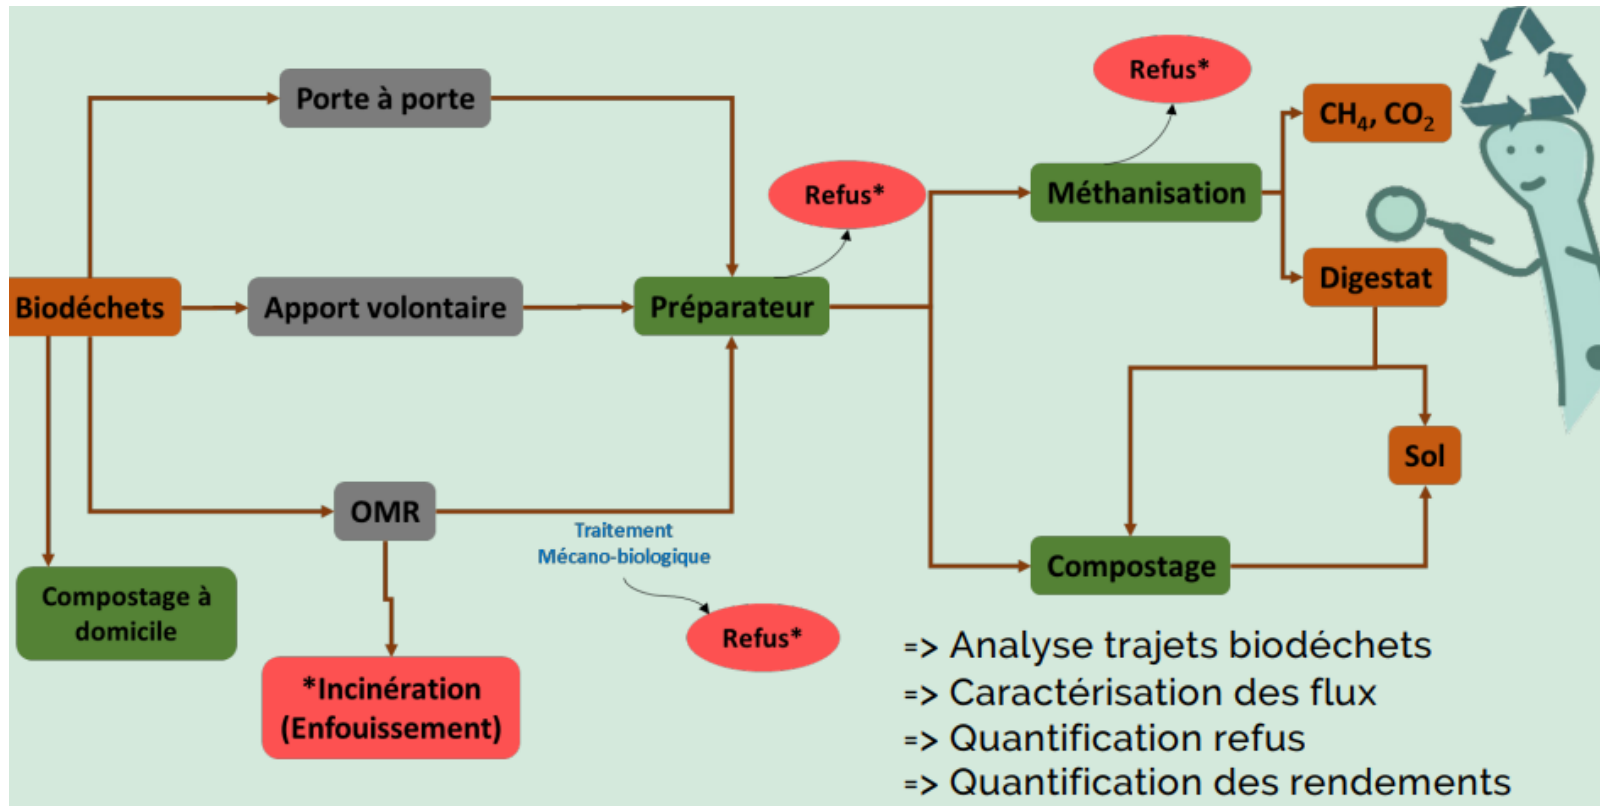 Porte à porte
Refus*
CH₄, CO₂
Refus*
Méthanisation
Biodéchets
Apport volontaire
Préparateur
Digestat
Sol
OMR
Traitement
Mécano-biologique
Compostage
Compostage à
domicile
Refus*
*Incinération
(Enfouissement)
=> Analyse trajets biodéchets
=> Caractérisation des flux
=> Quantification refus
=> Quantification des rendements